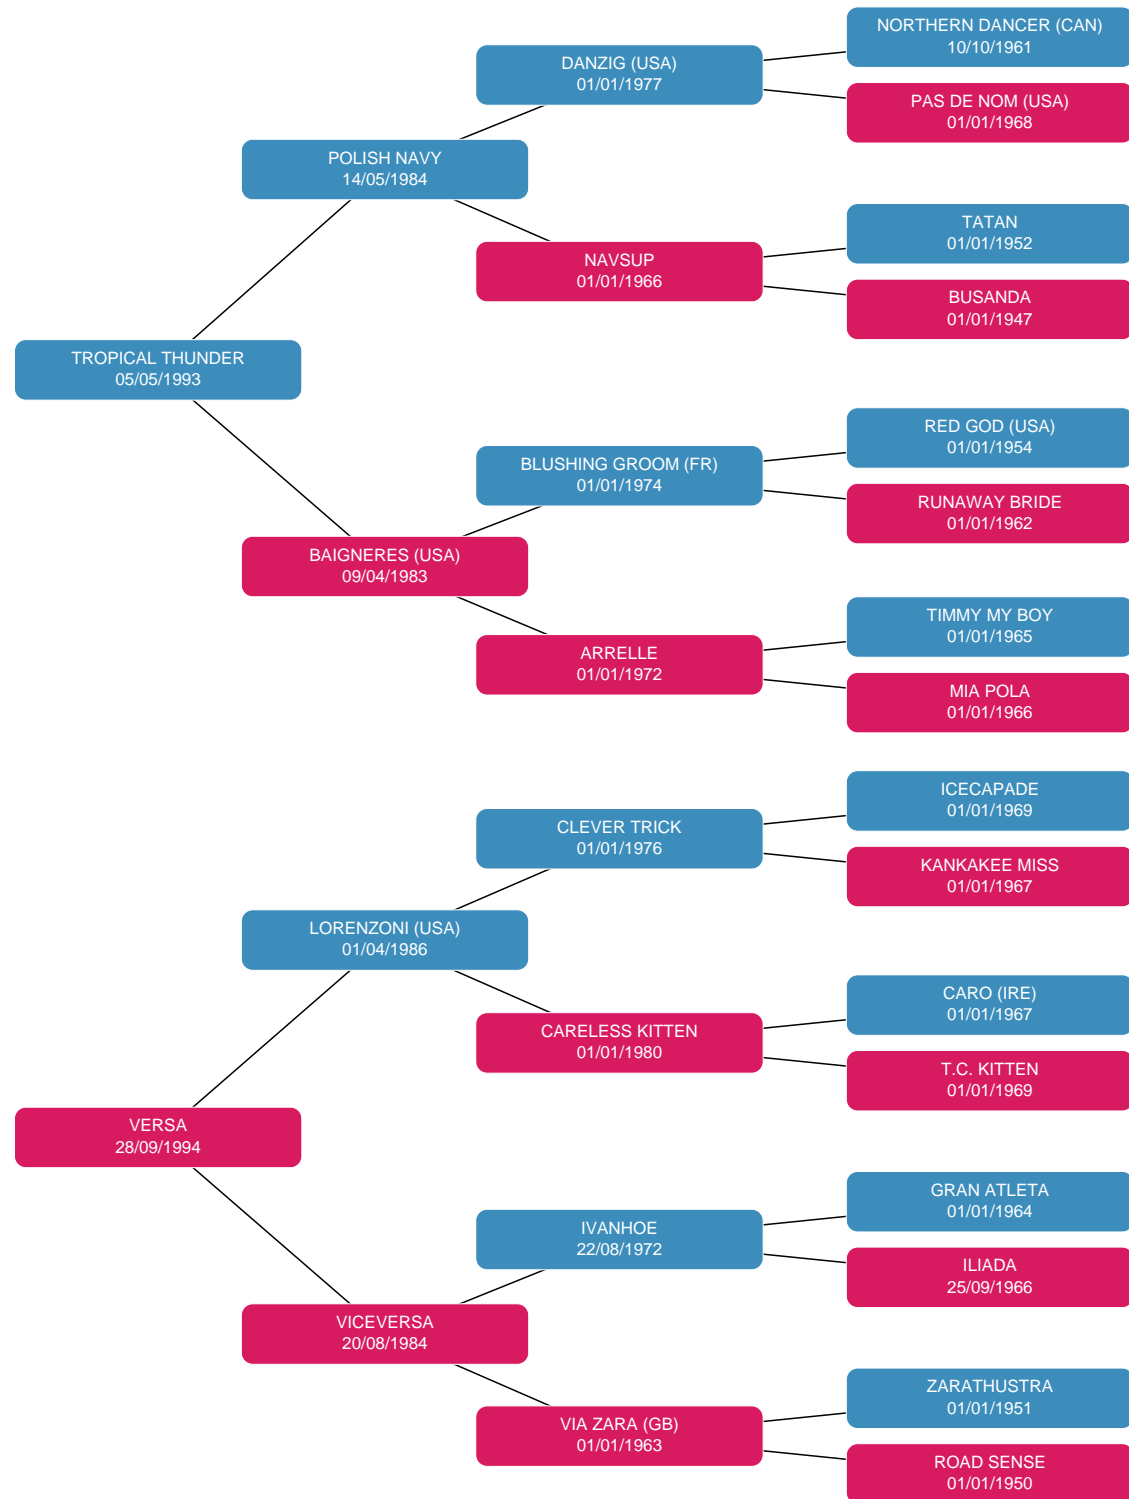 NORTHERN DANCER (CAN)
10/10/1961
DANZIG (USA)
01/01/1977
PAS DE NOM (USA)
01/01/1968
POLISH NAVY
14/05/1984
TATAN
01/01/1952
NAVSUP
01/01/1966
BUSANDA
01/01/1947
TROPICAL THUNDER
05/05/1993
RED GOD (USA)
01/01/1954
BLUSHING GROOM (FR)
01/01/1974
RUNAWAY BRIDE
01/01/1962
BAIGNERES (USA)
09/04/1983
TIMMY MY BOY
01/01/1965
ARRELLE
01/01/1972
MIA POLA
01/01/1966
ICECAPADE
01/01/1969
CLEVER TRICK
01/01/1976
KANKAKEE MISS
01/01/1967
LORENZONI (USA)
01/04/1986
CARO (IRE)
01/01/1967
CARELESS KITTEN
01/01/1980
T.C. KITTEN
01/01/1969
VERSA
28/09/1994
GRAN ATLETA
01/01/1964
IVANHOE
22/08/1972
ILIADA
25/09/1966
VICEVERSA
20/08/1984
ZARATHUSTRA
01/01/1951
VIA ZARA (GB)
01/01/1963
ROAD SENSE
01/01/1950